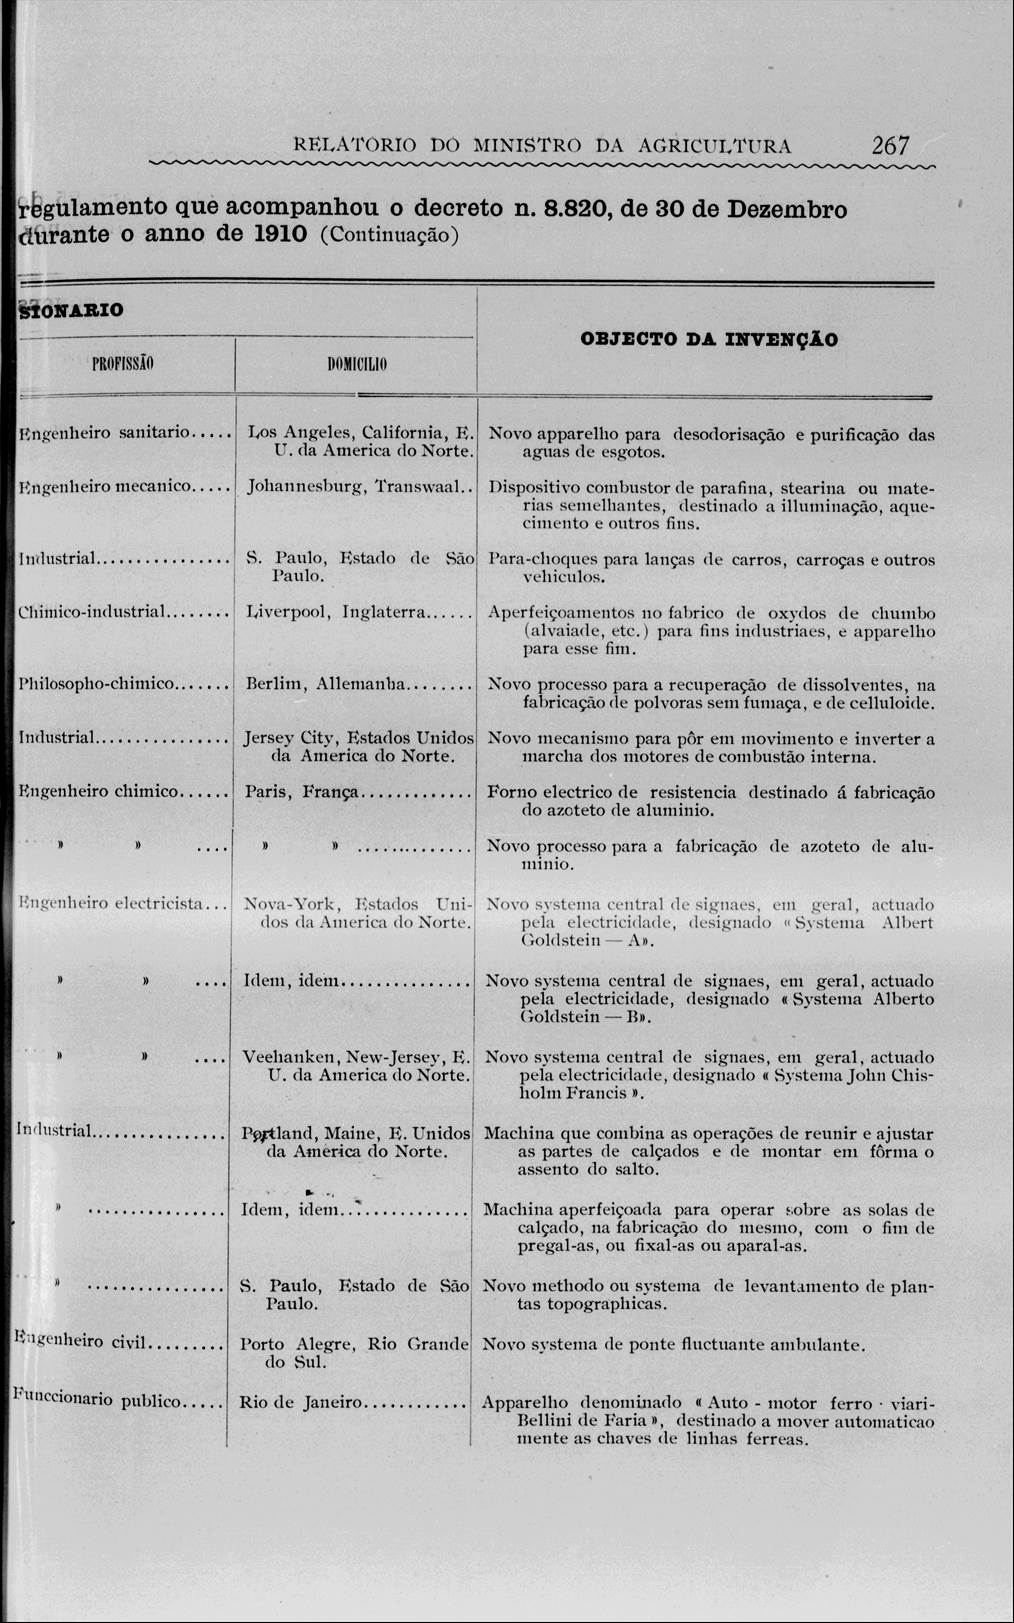 RELATORIO DO MINISTRO DA AGRICULTURA 267
regulamento que acompanhou o decreto n. 8.820, de 30 de Dezembro
durante o anno de 1910 (Continuação)
SIONARIO
OBJECTO DA INVENÇÃO
PROFISSÃO DOMICILIO
Engenheiro sanitario..... Los Angeles, California, E. Novo apparelho para desodorisação e purificação das
U. da America do Norte. aguas de esgotos.
Engenheiro mecanico..... Johannesburg, Transwaal.. Dispositivo combustor de parafina, stearina ou mate-
rias semelhantes, destinado a illuminação, aque-
cimento e outros fins.
Industrial................ S. Paulo, Estado de São Para-choques para lanças de carros, carroças e outros
Paulo. vehiculos.
Chimico-industrial........ Liverpool, Inglaterra...... Aperfeiçoamentos no fabrico de oxydos de chumbo
(alvaiade, etc.) para fins industriaes, e apparelho
para esse fim.
Philosopho-chimico....... Berlim, Allemanha........ Novo processo para a recuperação de dissolventes, na
fabricação de polvoras sem fumaça, e de celluloide.
Industrial................ Jersey City, Estados Unidos Novo mecanismo para pôr em movimento e inverter a
da America do Norte. marcha dos motores de combustão interna.
Engenheiro chimico...... Paris, França............. Forno electrico de resistencia destinado á fabricação
do azoteto de aluminio.
» » .... » » .............. Novo processo para a fabricação de azoteto de alu-
minio.
Engenheiro electricista... Nova-York, Estados Uni- Novo systema central de signaes, em geral, actuado
dos da America do Norte. pela electricidade, designado « Systema Albert
Goldstein — A».
» » .... Idem, idem............... Novo systema central de signaes, em geral, actuado
pela electricidade, designado « Systema Alberto
Goldstein — B».
» » .... Veehanken, New-Jersey, E. Novo systema central de signaes, em geral, actuado
U. da America do Norte. pela electricidade, designado « Systema John Chis-
holm Francis ».
Industrial................ Portland, Maine, E. Unidos Machina que combina as operações de reunir e ajustar
da America do Norte. as partes de calçados e de montar em fôrma o
assento do salto.
» ................ Idem, idem............... Machina aperfeiçoada para operar sobre as solas de
calçado, na fabricação do mesmo, com o fim de
pregal-as, ou fixal-as ou aparal-as.
» ................ S. Paulo, Estado de São Novo methodo ou systema de levantamento de plan-
Paulo. tas topographicas.
Engenheiro civil......... Porto Alegre, Rio Grande Novo systema de ponte fluctuante ambulante.
do Sul.
Funccionario publico..... Rio de Janeiro............ Apparelho denominado « Auto - motor ferro - viari-
Bellini de Faria », destinado a mover automaticao
mente as chaves de linhas ferreas.